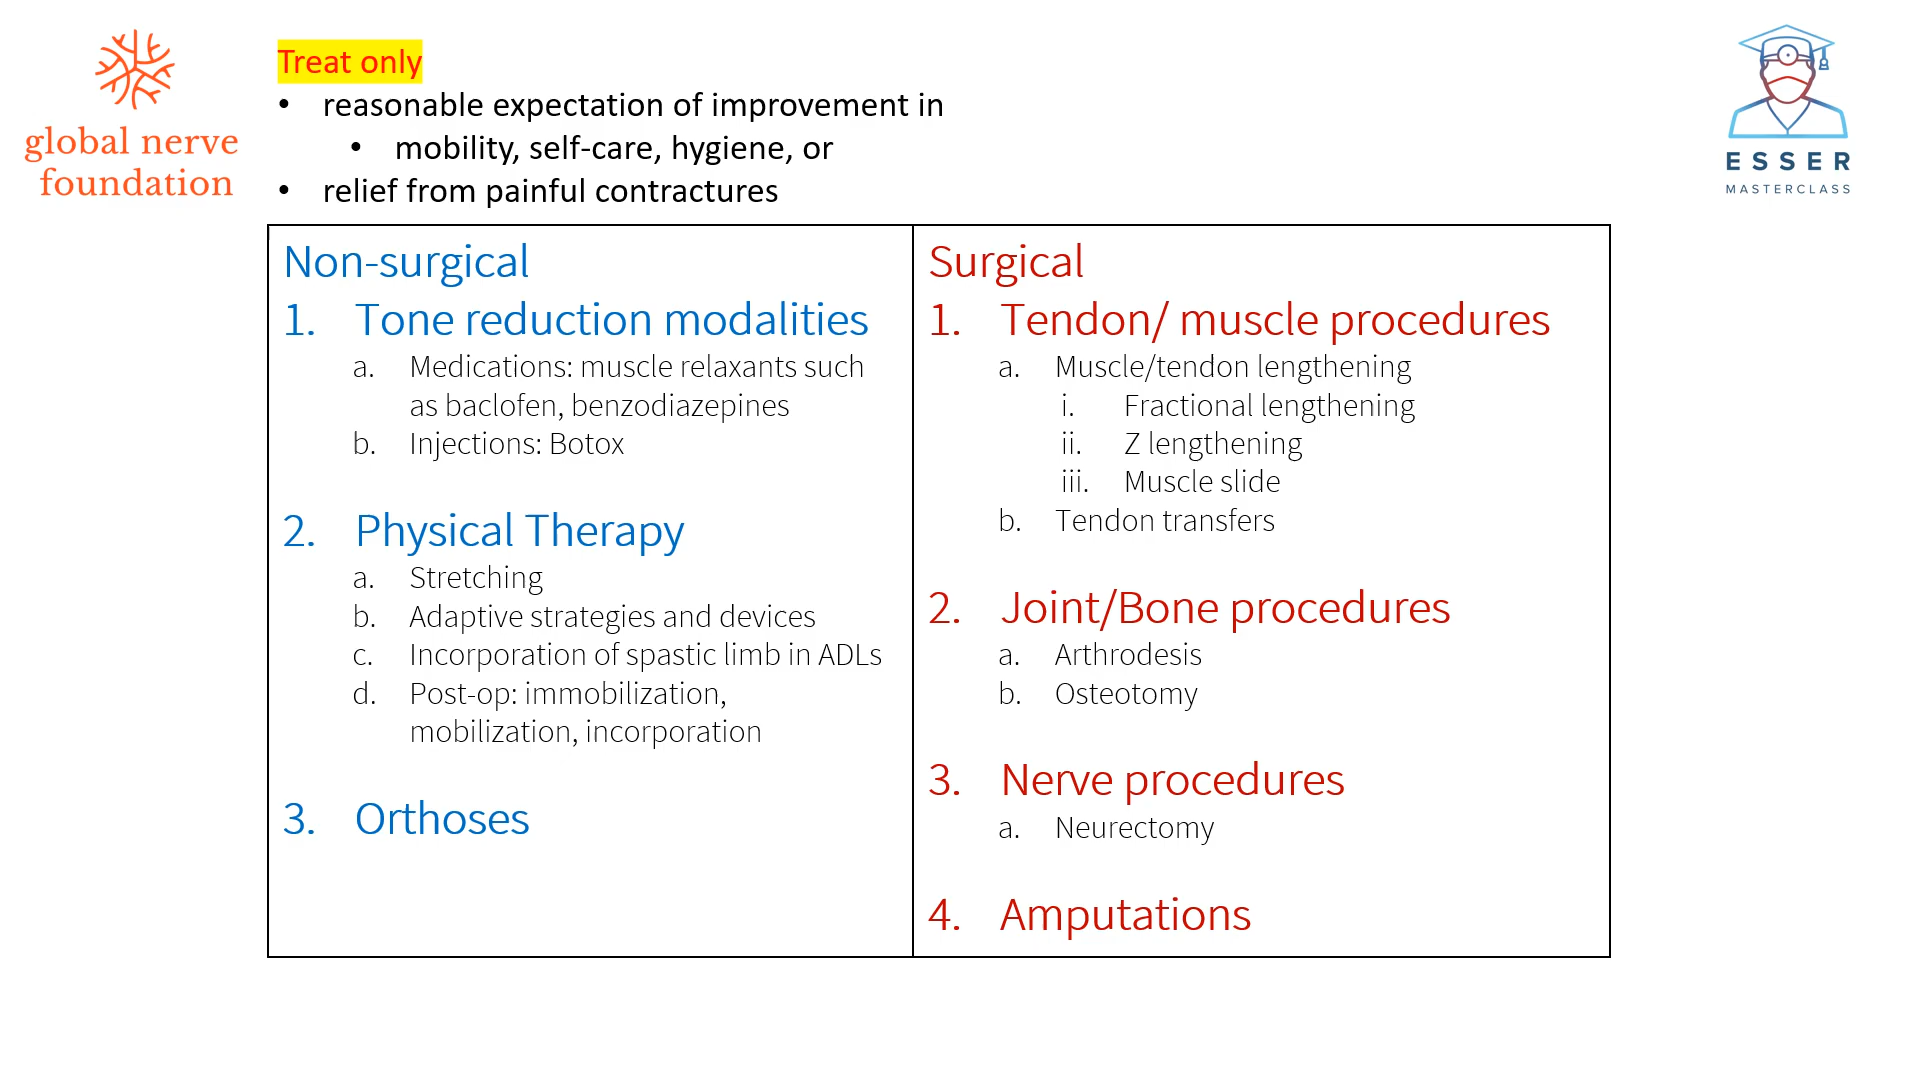 global nerve
foundation
Treat only
• reasonable expectation of improvement in
• mobility, self-care, hygiene, or
• relief from painful contractures
ESSER
MASTERCLASS
Non-surgical
1. Tone reduction modalities
a. Medications: muscle relaxants such
as baclofen, benzodiazepines
b. Injections: Botox
2. Physical Therapy
a. Stretching
b. Adaptive strategies and devices
c. Incorporation of spastic limb in ADLs
d. Post-op: immobilization,
mobilization, incorporation
3. Orthoses
Surgical
1. Tendon/ muscle procedures
a. Muscle/tendon lengthening
i. Fractional lengthening
ii. Z lengthening
iii. Muscle slide
b. Tendon transfers
2. Joint/Bone procedures
a. Arthrodesis
b. Osteotomy
3. Nerve procedures
a. Neurectomy
4. Amputations